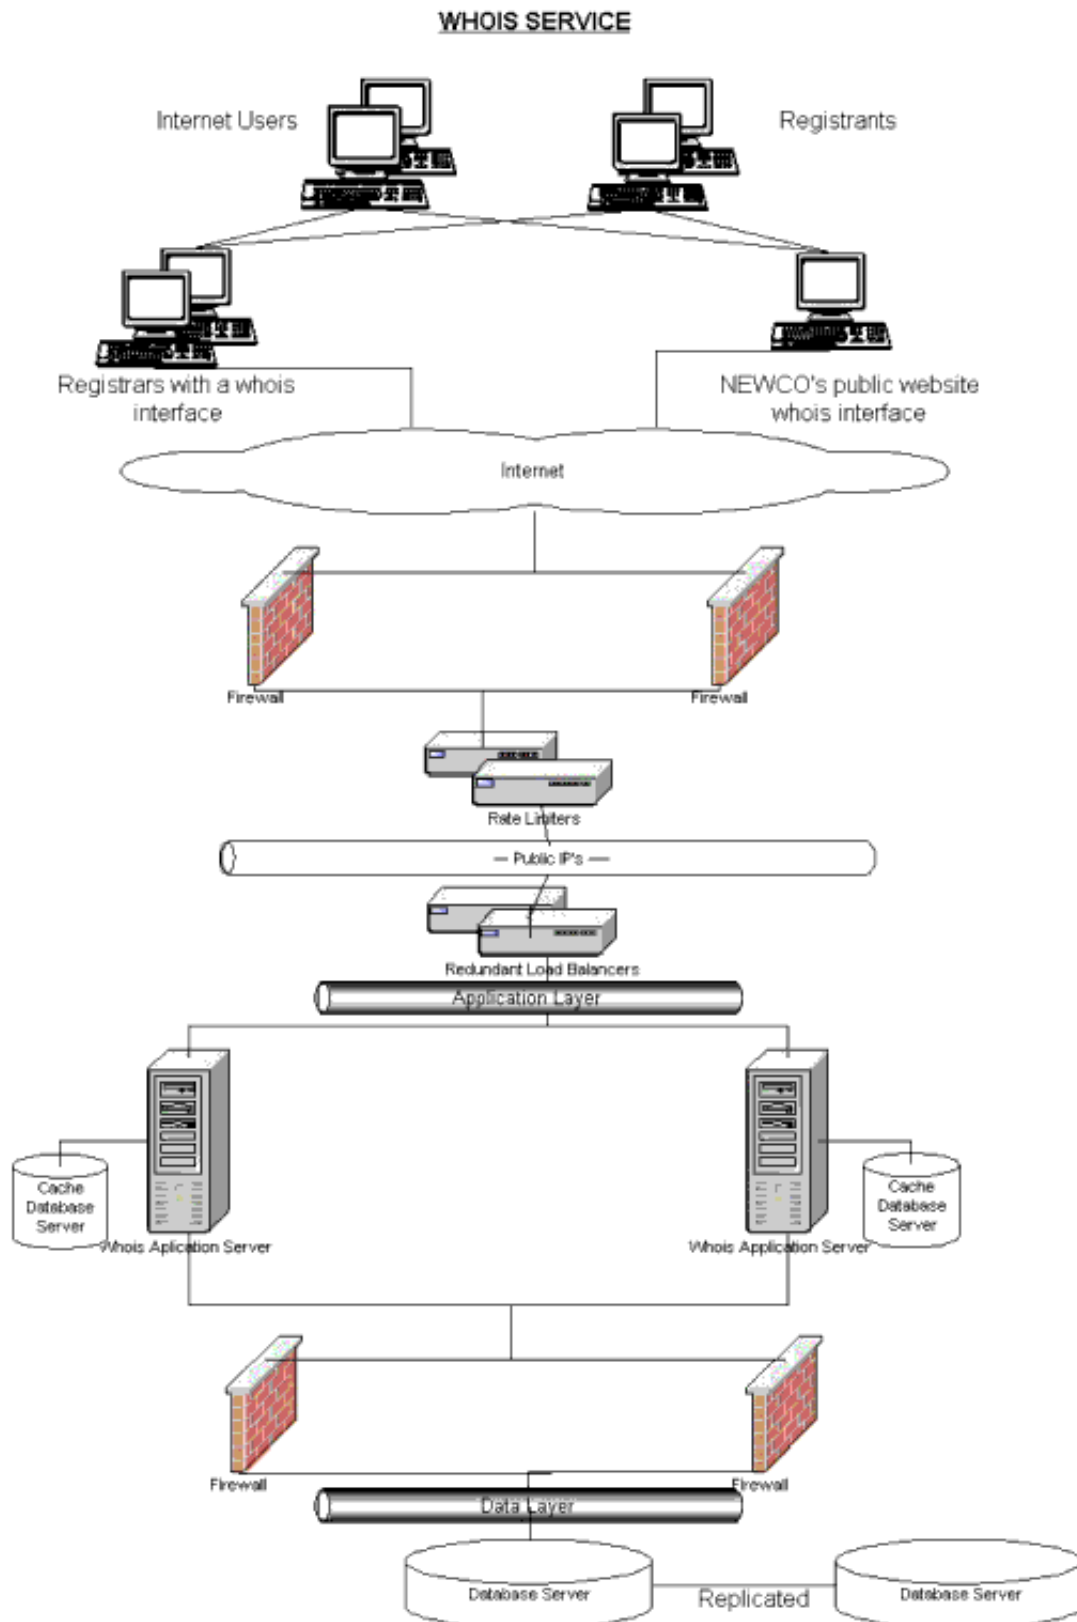 WHOIS SERVICE
Internet Users
Registrants
Registrars with a whois
interface
NEWCO's public website
whois interface
Internet
Firewall
Firewall
Rate Limiters
— Public IP's —
Redundant Load Balancers
Application Layer
Cache
Database
Server
Whois Aplication Server
Cache
Database
Server
Whois Application Server
Firewall
Firewall
Data Layer
Database Server
Replicated
Database Server